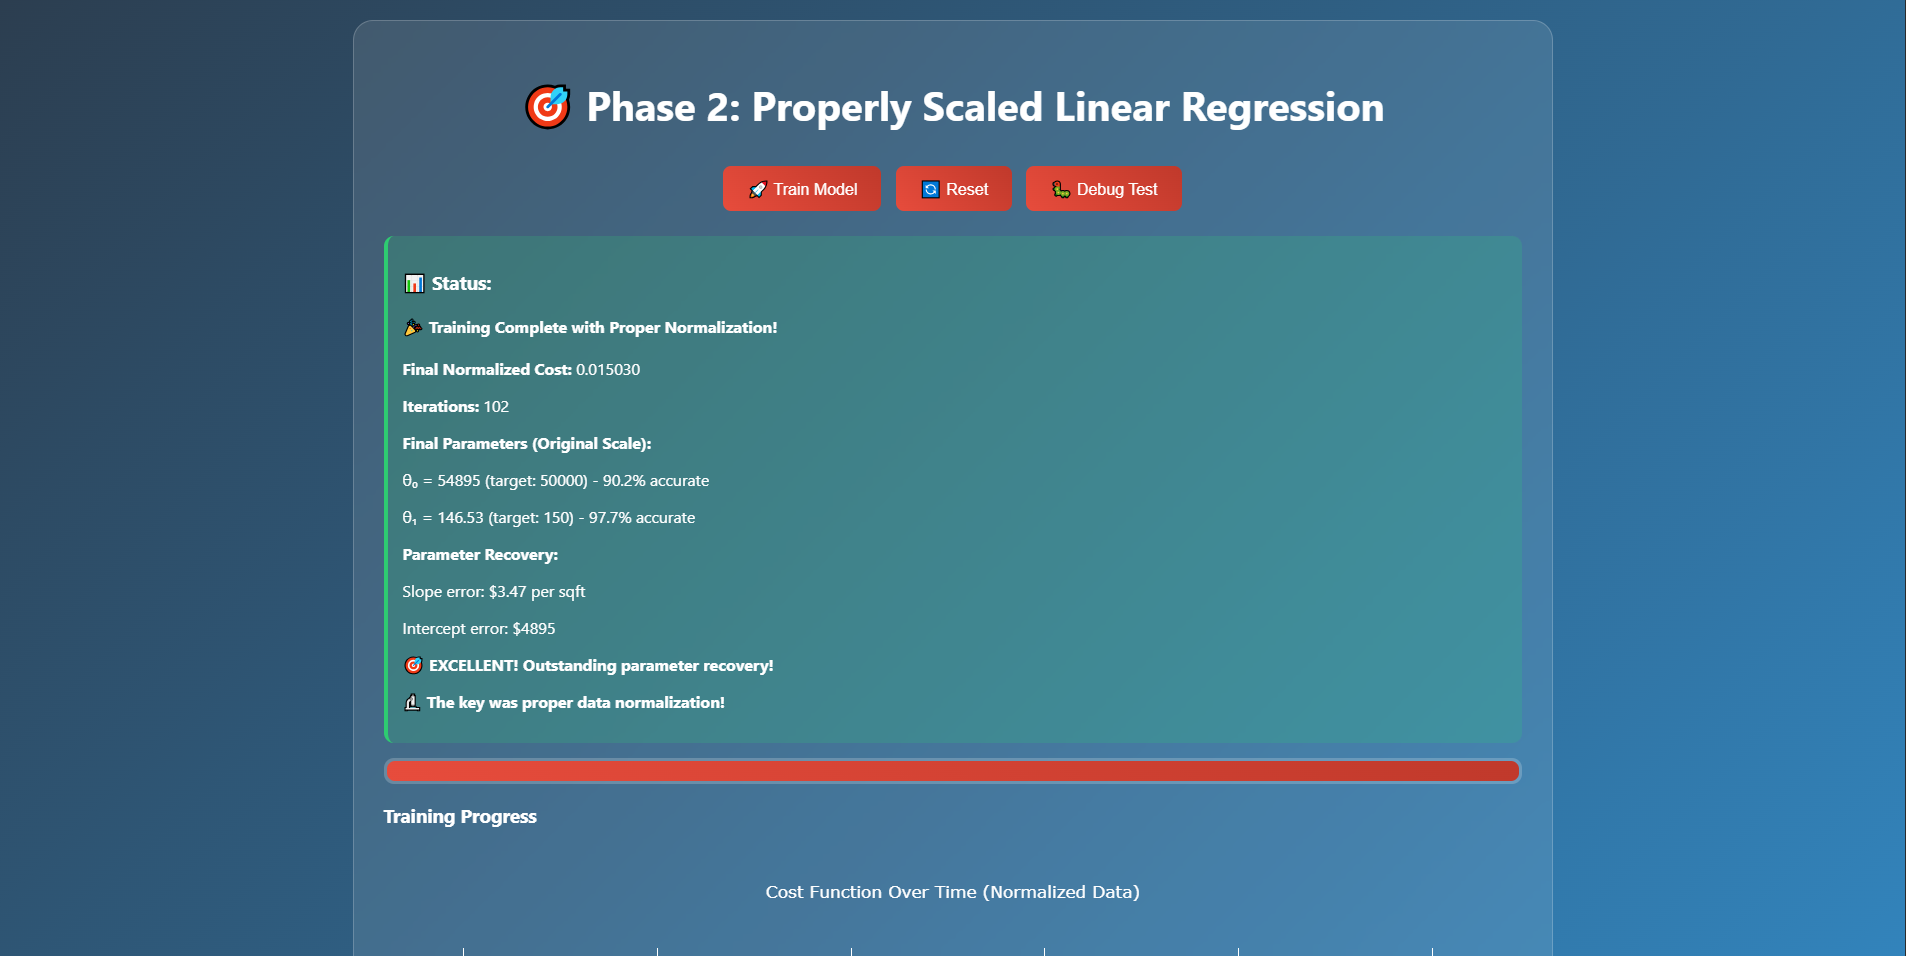 🎯 Phase 2: Properly Scaled Linear Regression
🚀 Train Model
🔄 Reset
🐛 Debug Test
📊 Status:
🎉 Training Complete with Proper Normalization!
Final Normalized Cost: 0.015030
Iterations: 102
Final Parameters (Original Scale):
θ₀ = 54895 (target: 50000) - 90.2% accurate
θ₁ = 146.53 (target: 150) - 97.7% accurate
Parameter Recovery:
Slope error: $3.47 per sqft
Intercept error: $4895
🎯 EXCELLENT! Outstanding parameter recovery!
🔬 The key was proper data normalization!
Training Progress
Cost Function Over Time (Normalized Data)